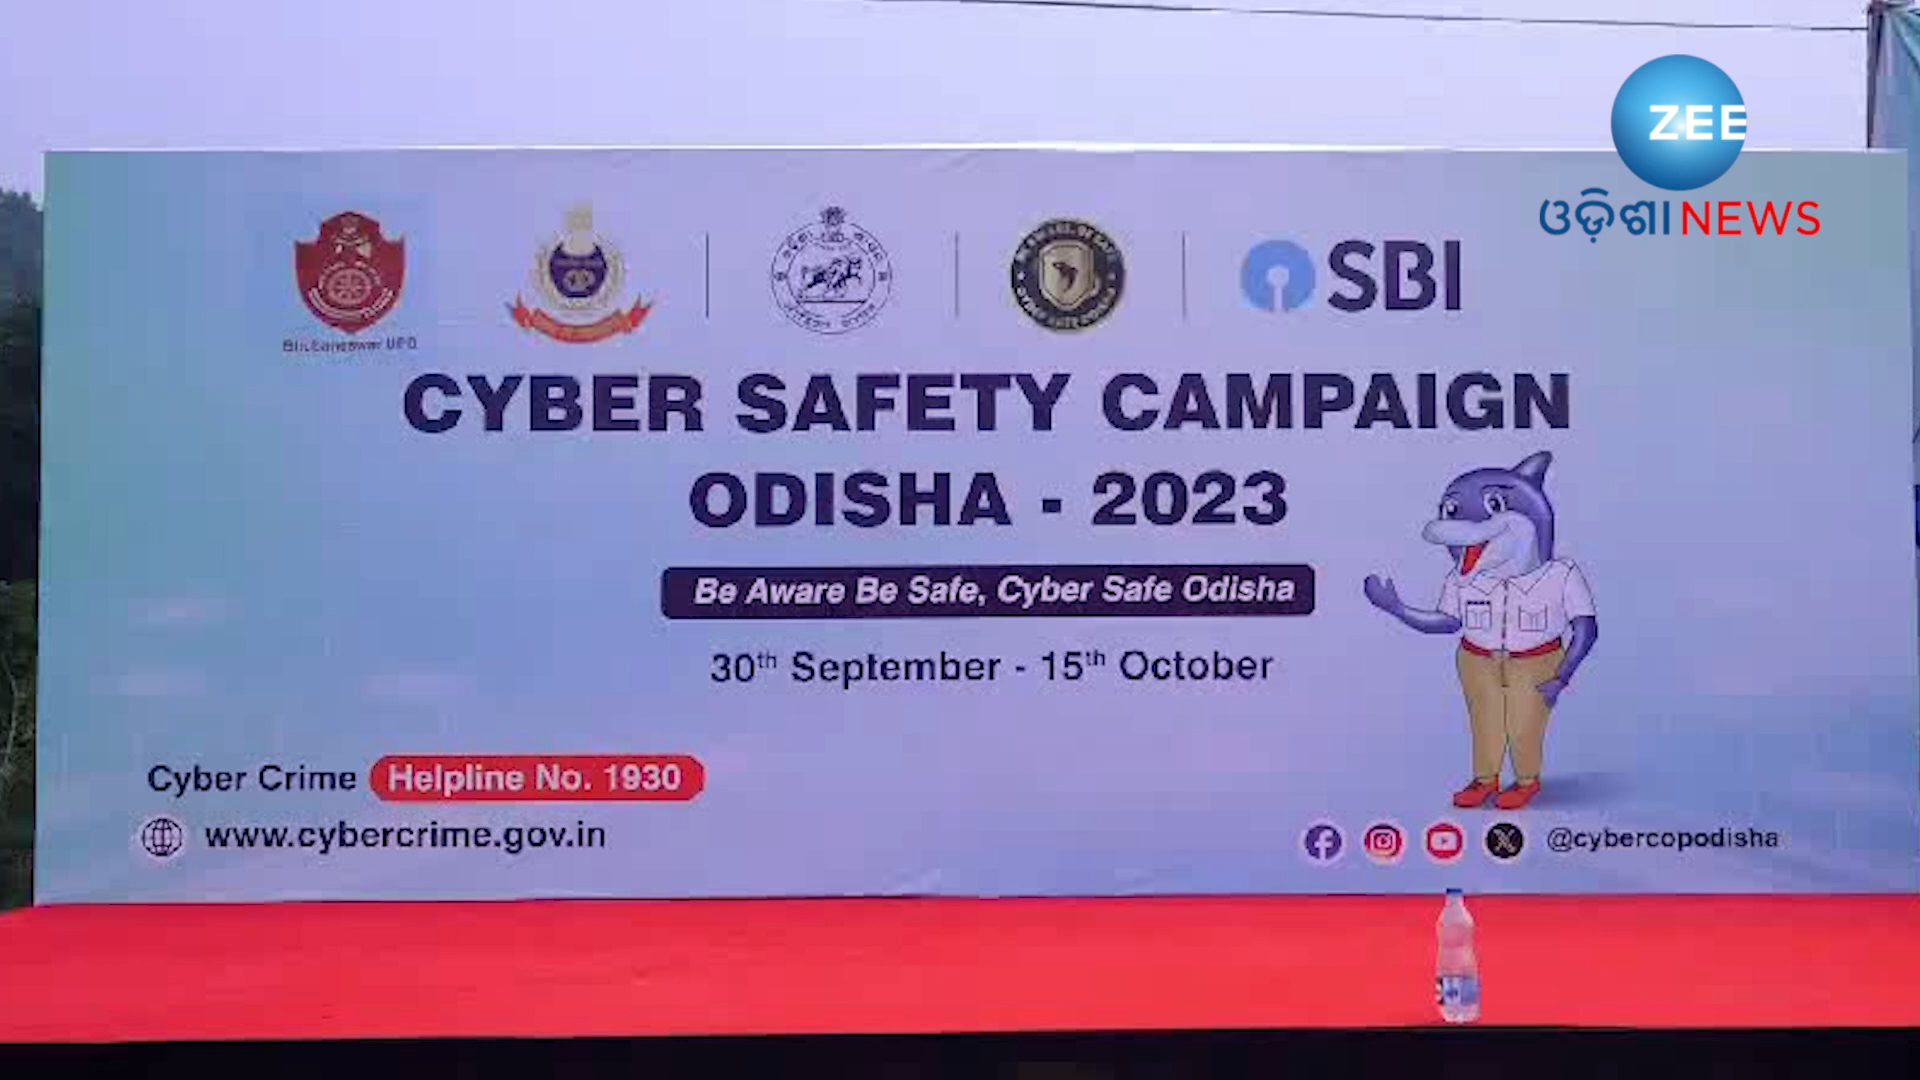 ZEE
ଓଡ଼ିଶା NEWS
SBI
CYBER SAFETY CAMPAIGN
ODISHA - 2023
Be Aware Be Safe, Cyber Safe Odisha
30th September - 15th October
Cyber Crime Helpline No. 1930
www.cybercrime.gov.in
@cybercopodisha